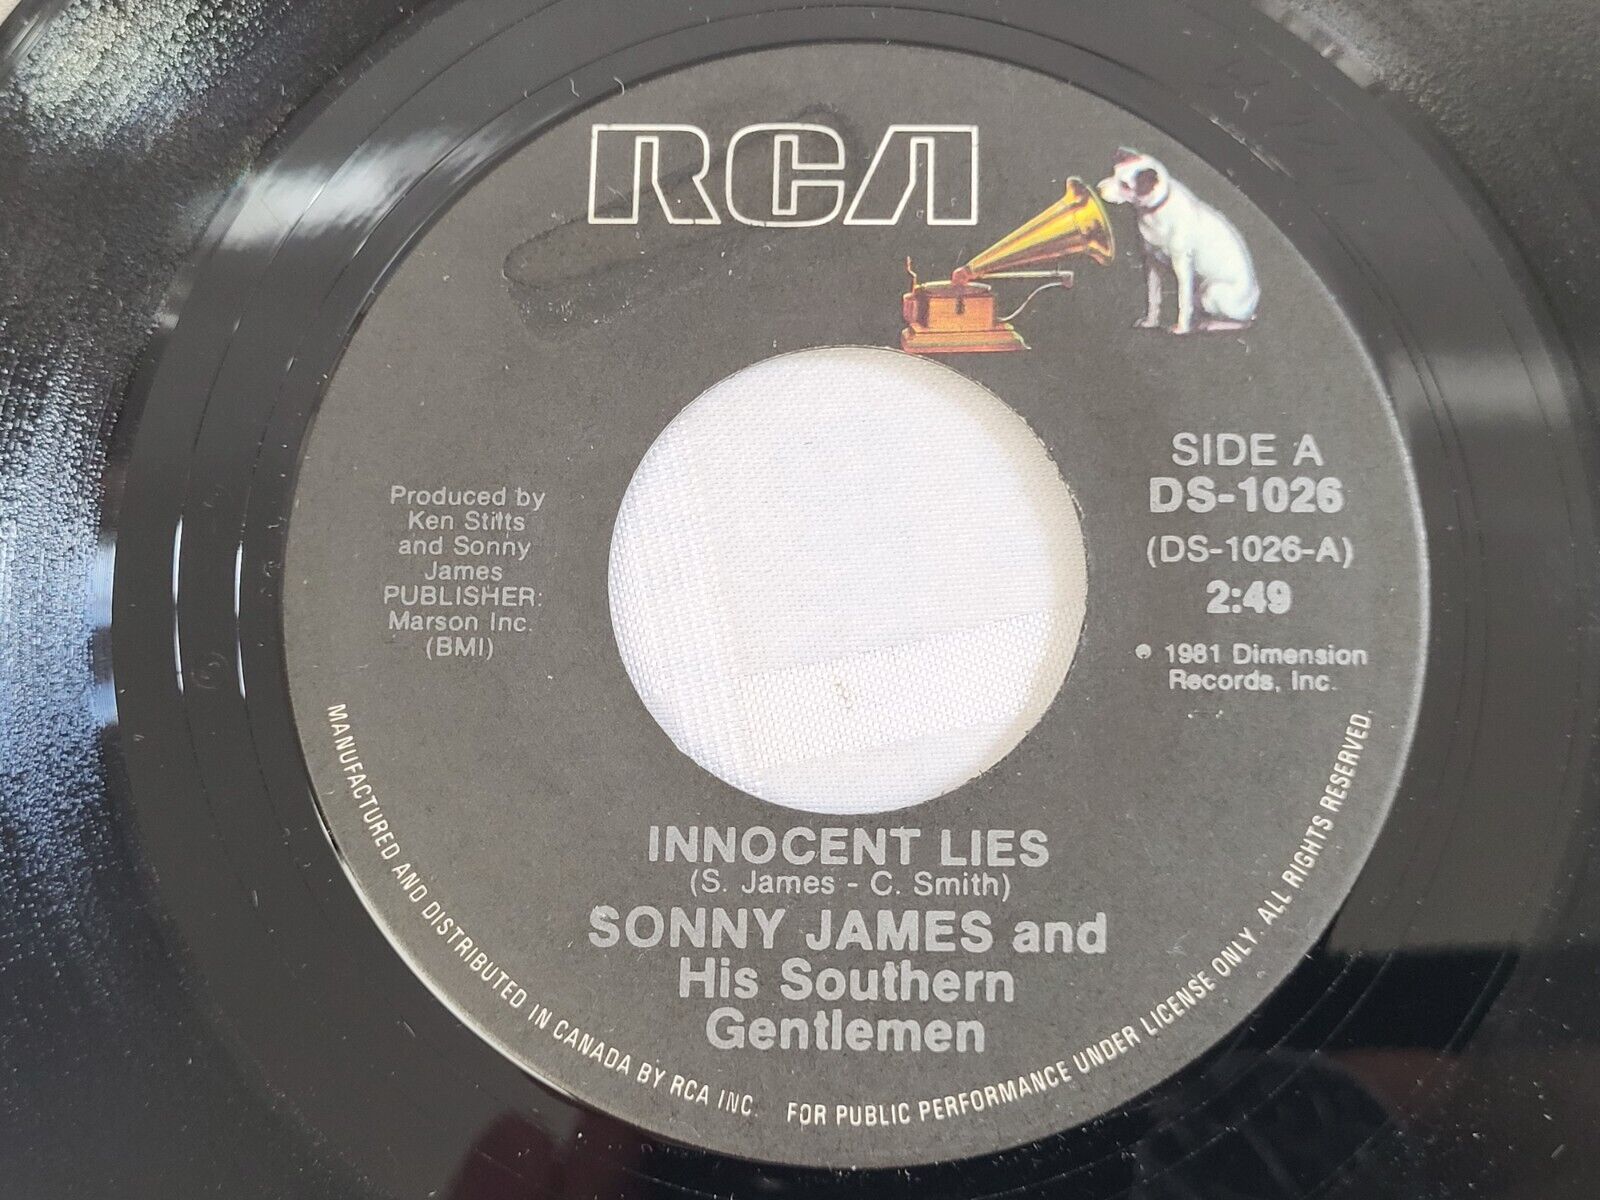 RCA
SIDE A
DS-1026
(DS-1026-A)
2:49
℗ 1981 Dimension
Records, Inc.
Produced by
Ken Stilts
and Sonny
James
PUBLISHER:
Marson Inc.
(BMI)
INNOCENT LIES
(S. James - C. Smith)
SONNY JAMES and
His Southern
Gentlemen
MANUFACTURED AND DISTRIBUTED IN CANADA BY RCA INC. FOR PUBLIC PERFORMANCE UNDER LICENSE ONLY. ALL RIGHTS RESERVED.